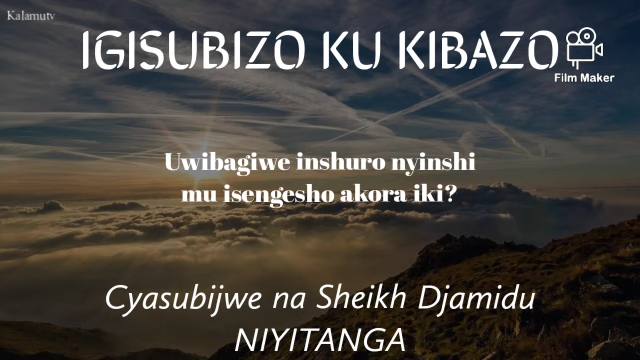 Kalamutv
IGISUBIZO KU KIBAZO
Film Maker
Uwibagiwe inshuro nyinshi
mu isengesho akora iki?
Cyasubijwe na Sheikh Djamidu
NIYITANGA